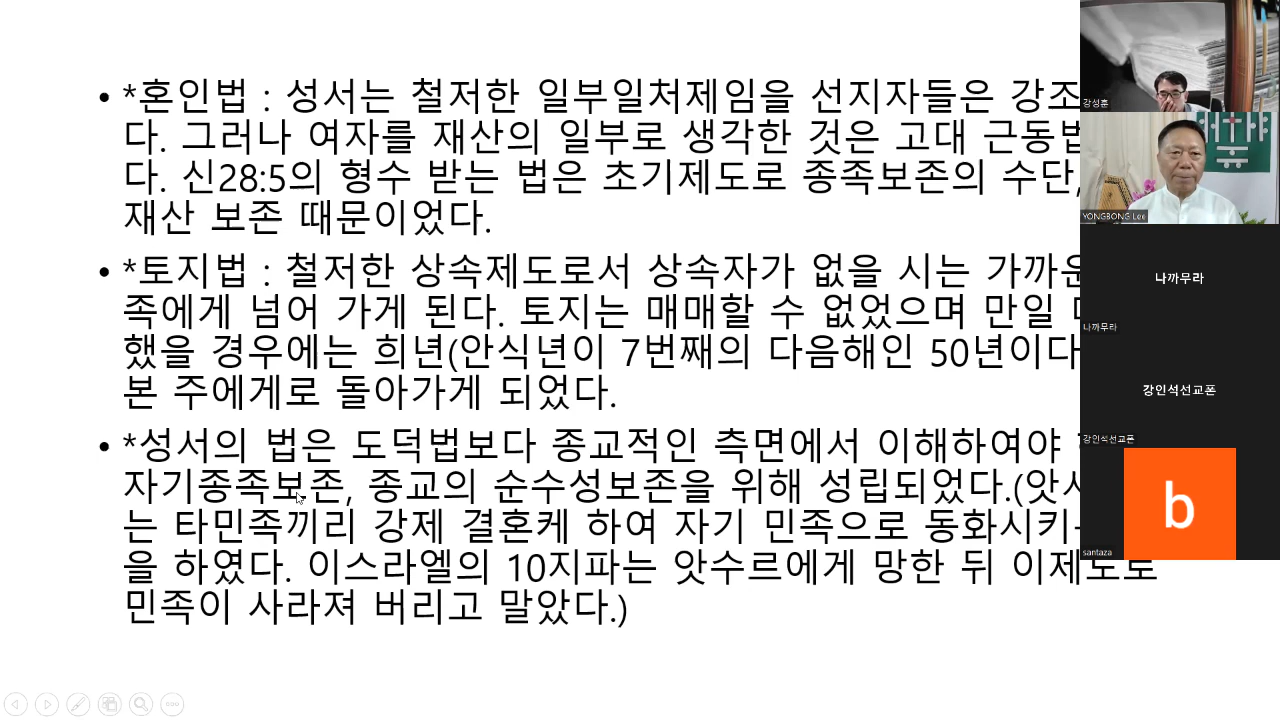 • *혼인법 : 성서는 철저한 일부일처제임을 선지자들은 강조
다. 그러나 여자를 재산의 일부로 생각한 것은 고대 근동법
다. 신28:5의 형수 받는 법은 초기제도로 종족보존의 수단,
재산 보존 때문이었다.
• *토지법 : 철저한 상속제도로서 상속자가 없을 시는 가까운
족에게 넘어 가게 된다. 토지는 매매할 수 없었으며 만일
했을 경우에는 희년(안식년이 7번째의 다음해인 50년이다
본 주에게로 돌아가게 되었다.
• *성서의 법은 도덕법보다 종교적인 측면에서 이해하여야
자기종족보존, 종교의 순수성보존을 위해 성립되었다.(앗시
는 타민족끼리 강제 결혼케 하여 자기 민족으로 동화시키
을 하였다. 이스라엘의 10지파는 앗수르에게 망한 뒤 이제도로
민족이 사라져 버리고 말았다.)
강성훈
YONGBONG Lee
나까무라
나까무라
강인석선교폰
강인석선교폰
b
santaza